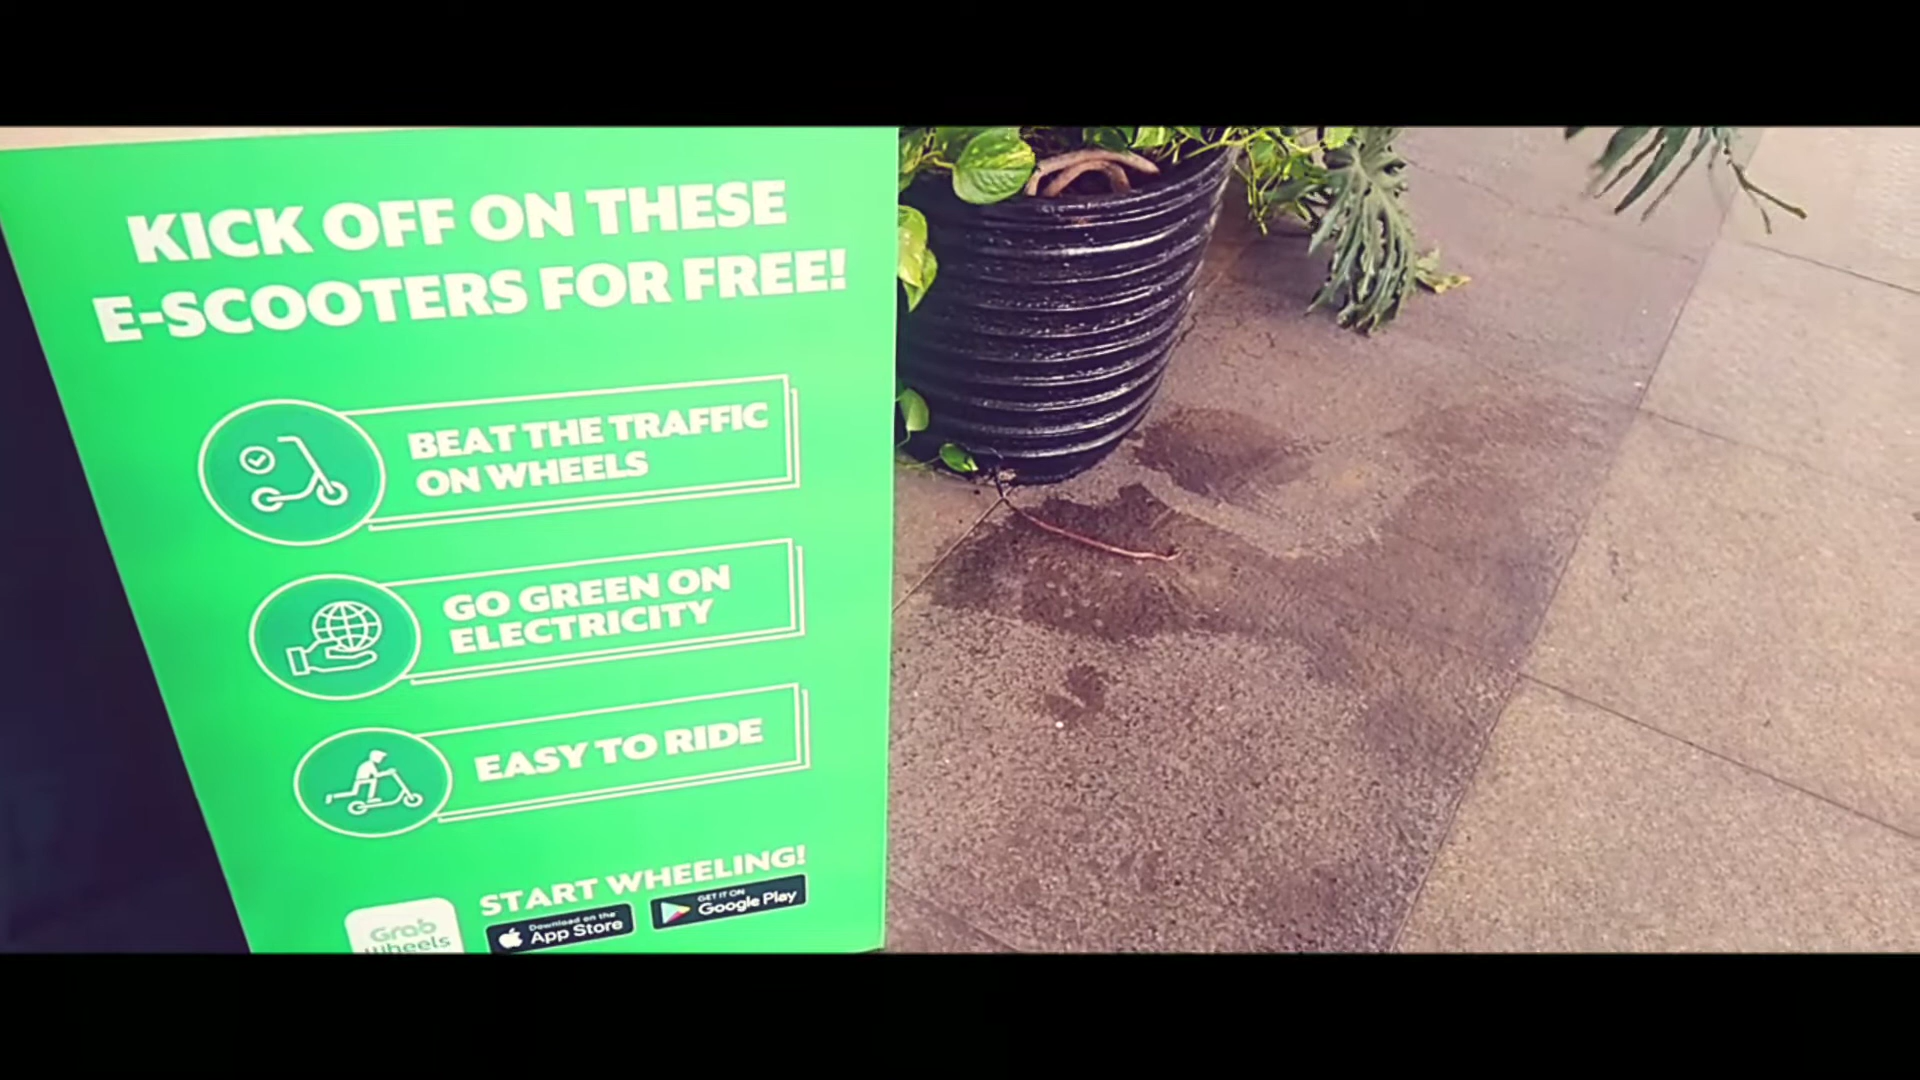 KICK OFF ON THESE
E-SCOOTERS FOR FREE!
BEAT THE TRAFFIC
ON WHEELS
GO GREEN ON
ELECTRICITY
EASY TO RIDE
START WHEELING!
Grab
Wheels
Download on the
App Store
GET IT ON
Google Play